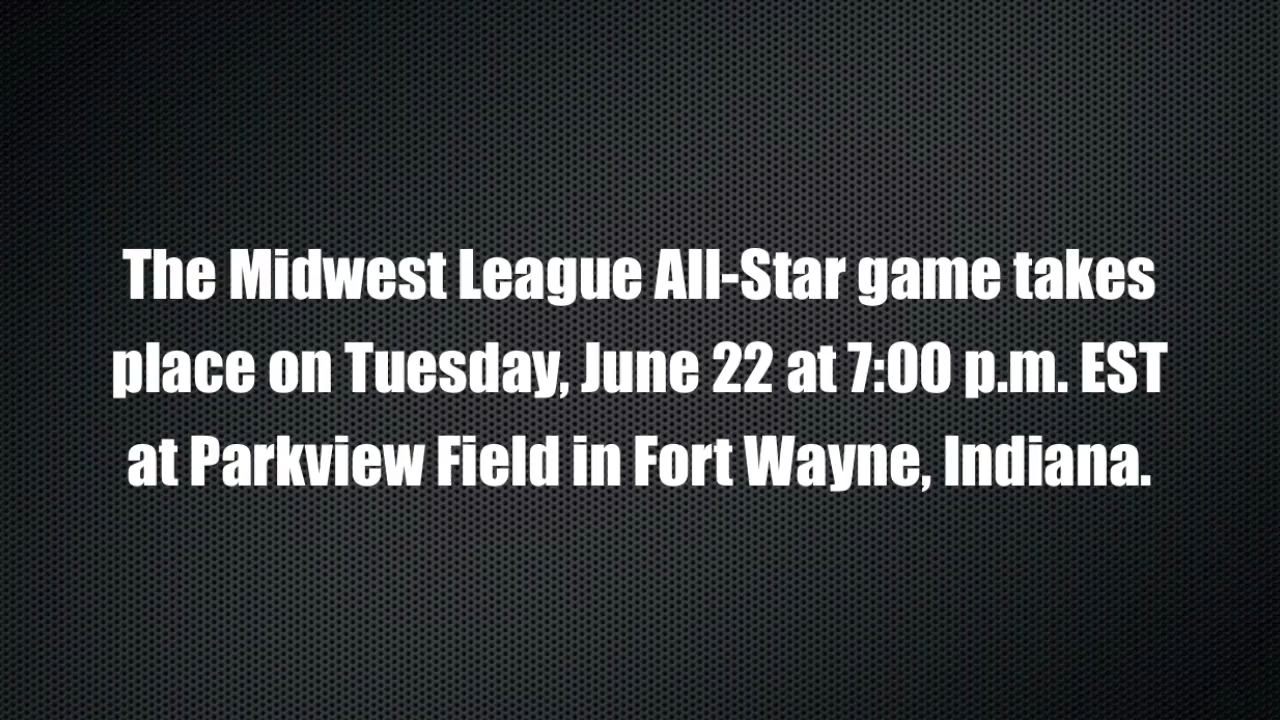 The Midwest League All-Star game takes
place on Tuesday, June 22 at 7:00 p.m. EST
at Parkview Field in Fort Wayne, Indiana.